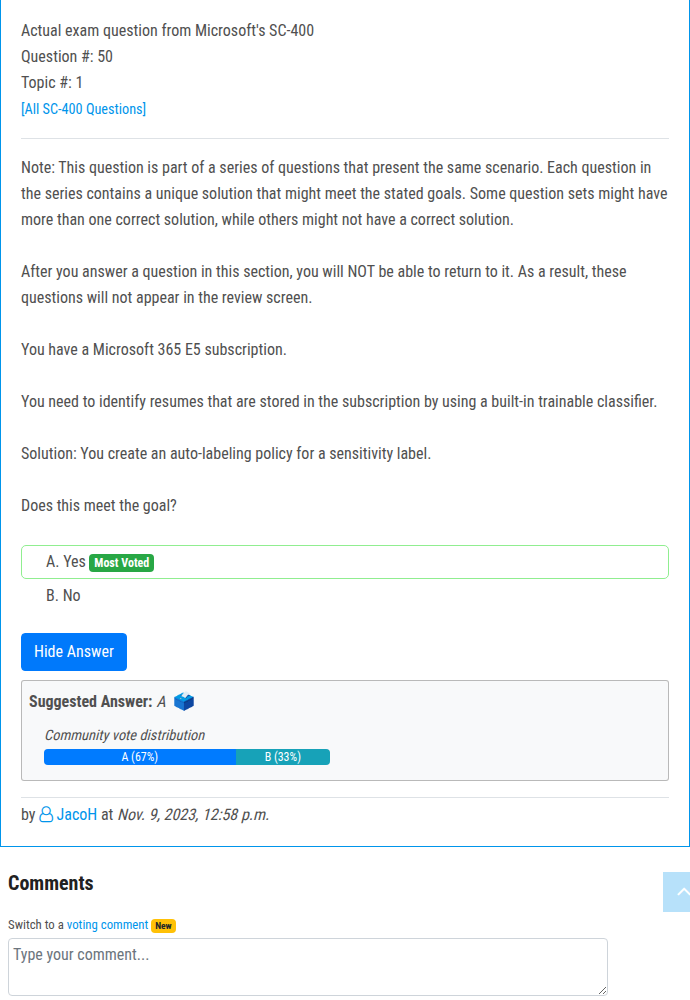 Actual exam question from Microsoft's SC-400
Question #: 50
Topic #: 1
[All SC-400 Questions]
Note: This question is part of a series of questions that present the same scenario. Each question in
the series contains a unique solution that might meet the stated goals. Some question sets might have
more than one correct solution, while others might not have a correct solution.
After you answer a question in this section, you will NOT be able to return to it. As a result, these
questions will not appear in the review screen.
You have a Microsoft 365 E5 subscription.
You need to identify resumes that are stored in the subscription by using a built-in trainable classifier.
Solution: You create an auto-labeling policy for a sensitivity label.
Does this meet the goal?
A. Yes Most Voted
B. No
Hide Answer
Suggested Answer: A
Community vote distribution
A (67%) B (33%)
by JacoH at Nov. 9, 2023, 12:58 p.m.
Comments
Switch to a voting comment New
Type your comment...